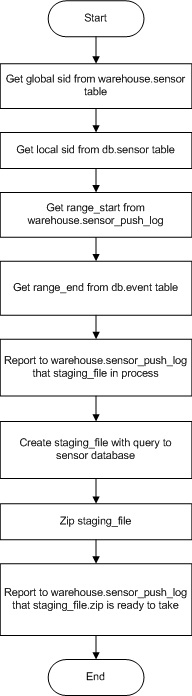 Start
Get global sid from warehouse.sensor
table
Get local sid from db.sensor table
Get range_start from
warehouse.sensor_push_log
Get range_end from db.event table
Report to warehouse.sensor_push_log
that staging_file in process
Create staging_file with query to
sensor database
Zip staging_file
Report to warehouse.sensor_push_log
that staging_file.zip is ready to take
End